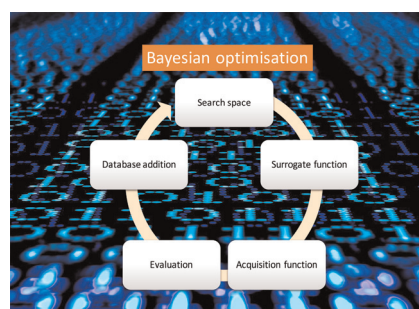 Bayesian optimisation
Search space
Database addition
Surrogate function
Evaluation
Acquisition function